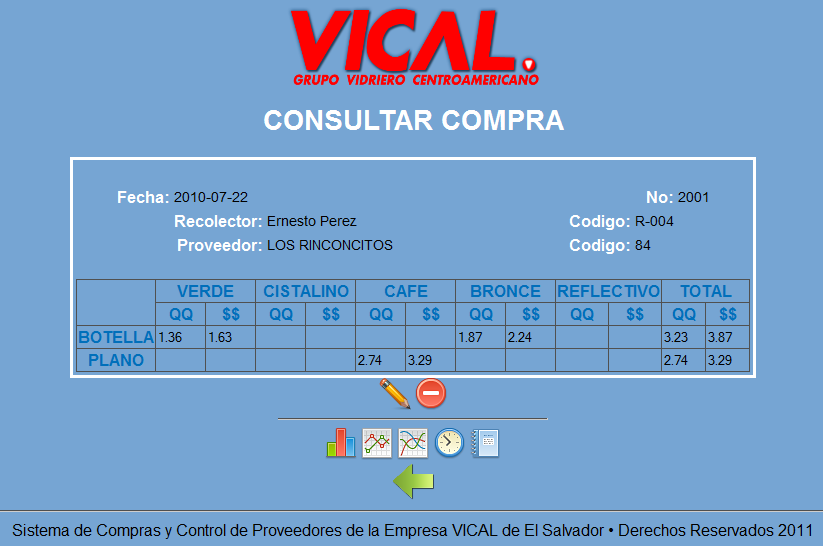 VICAL.
GRUPO VIDRIERO CENTROAMERICANO
CONSULTAR COMPRA
Fecha: 2010-07-22 No: 2001
Recolector: Ernesto Perez Codigo: R-004
Proveedor: LOS RINCONCITOS Codigo: 84
VERDE CISTALINO CAFE BRONCE REFLECTIVO TOTAL
QQ $$ QQ $$ QQ $$ QQ $$ QQ $$ QQ $$
BOTELLA 1.36 1.63 1.87 2.24 3.23 3.87
PLANO 2.74 3.29 2.74 3.29
Sistema de Compras y Control de Proveedores de la Empresa VICAL de El Salvador • Derechos Reservados 2011